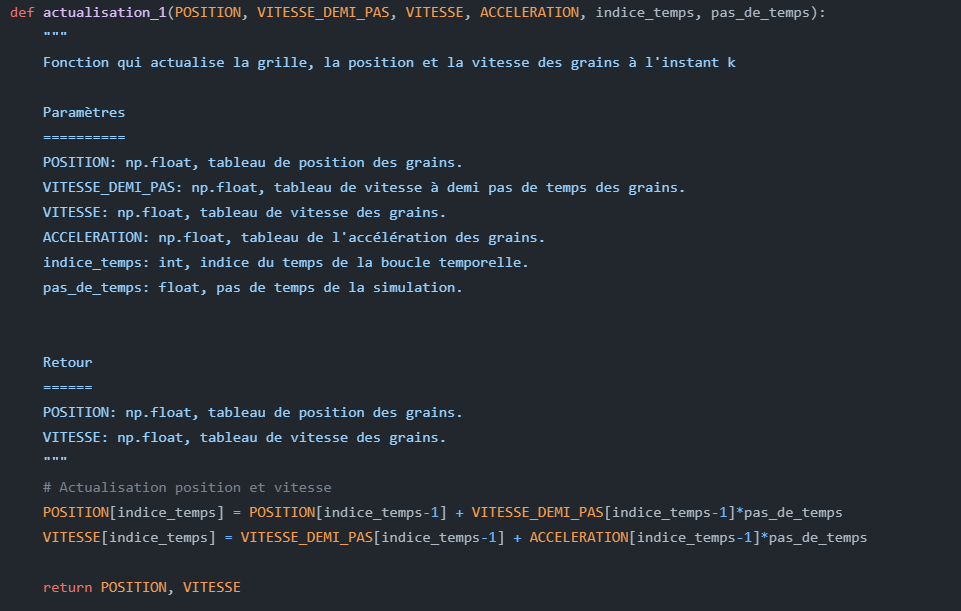 def actualisation_1(POSITION, VITESSE_DEMI_PAS, VITESSE, ACCELERATION, indice_temps, pas_de_temps):
"""
Fonction qui actualise la grille, la position et la vitesse des grains à l'instant k
Paramètres
==========
POSITION: np.float, tableau de position des grains.
VITESSE_DEMI_PAS: np.float, tableau de vitesse à demi pas de temps des grains.
VITESSE: np.float, tableau de vitesse des grains.
ACCELERATION: np.float, tableau de l'accélération des grains.
indice_temps: int, indice du temps de la boucle temporelle.
pas_de_temps: float, pas de temps de la simulation.
Retour
======
POSITION: np.float, tableau de position des grains.
VITESSE: np.float, tableau de vitesse des grains.
"""
# Actualisation position et vitesse
POSITION[indice_temps] = POSITION[indice_temps-1] + VITESSE_DEMI_PAS[indice_temps-1]*pas_de_temps
VITESSE[indice_temps] = VITESSE_DEMI_PAS[indice_temps-1] + ACCELERATION[indice_temps-1]*pas_de_temps
return POSITION, VITESSE